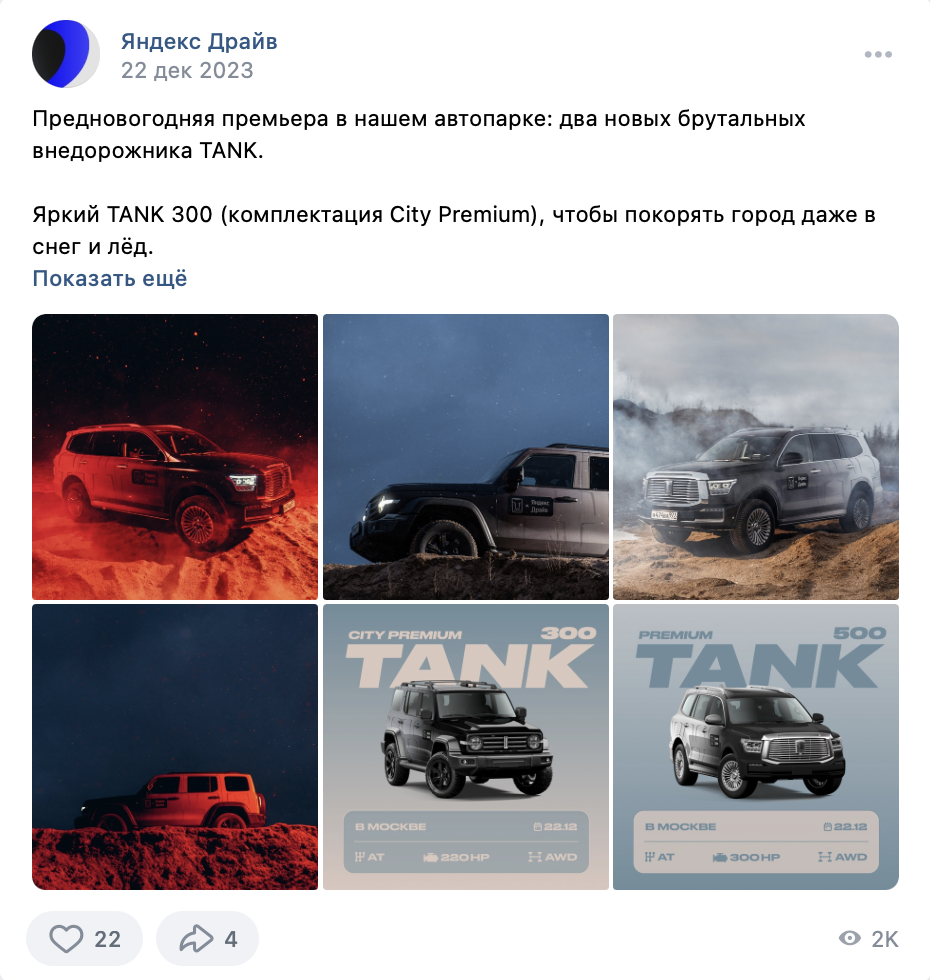 Яндекс Драйв
22 дек 2023
Предновогодняя премьера в нашем автопарке: два новых брутальных
внедорожника TANK.
Яркий TANK 300 (комплектация City Premium), чтобы покорять город даже в
снег и лёд.
Показать ещё
Яндекс
Драйв
CITY PREMIUM 300
TANK
В МОСКВЕ 22.12
AT 220 HP AWD
PREMIUM 500
TANK
В МОСКВЕ 22.12
AT 300 HP AWD
22 4 2K